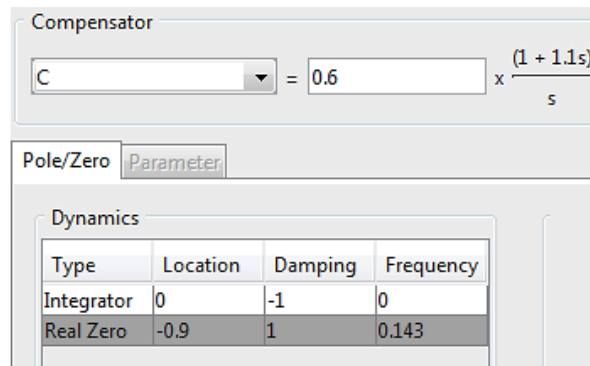 Compensator
C = 0.6 x (1 + 1.1s)
s
Pole/Zero Parameter
Dynamics
Type Location Damping Frequency
Integrator 0 -1 0
Real Zero -0.9 1 0.143